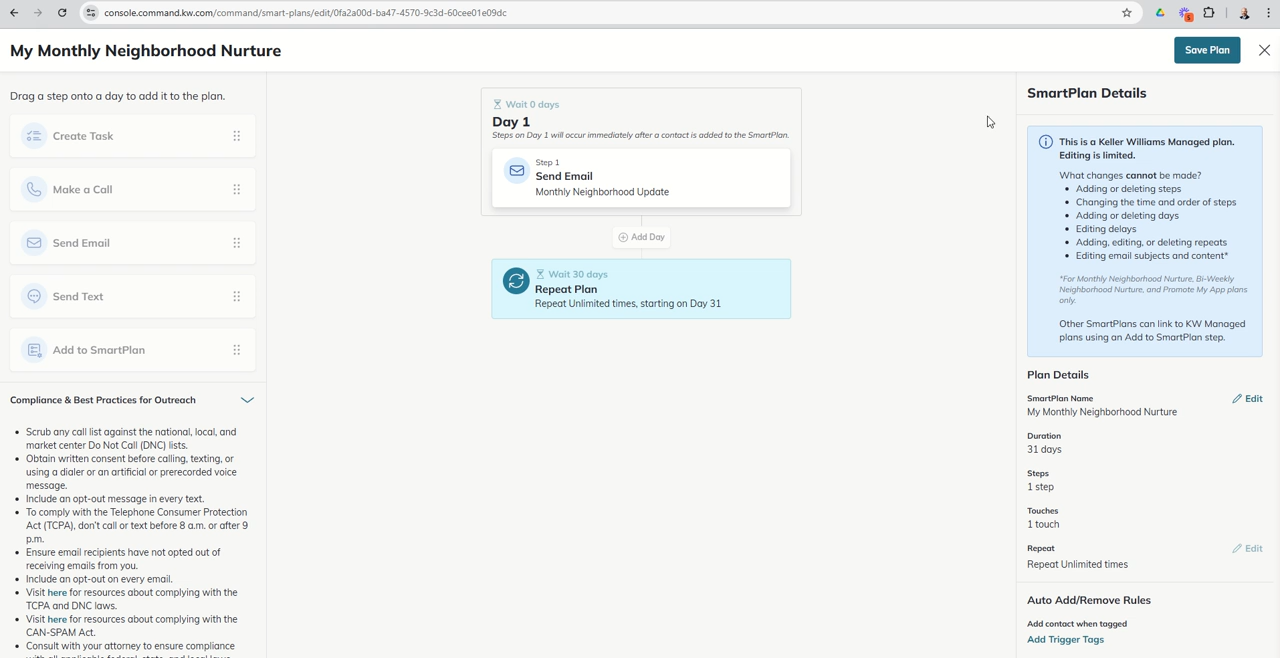 console.command.kw.com/command/smart-plans/edit/0fa2a00d-ba47-4570-9c3d-60cee01e09dc
My Monthly Neighborhood Nurture
Save Plan
Drag a step onto a day to add it to the plan.
Create Task
Make a Call
Send Email
Send Text
Add to SmartPlan
Compliance & Best Practices for Outreach
Scrub any call list against the national, local, and
market center Do Not Call (DNC) lists.
Obtain written consent before calling, texting, or
using a dialer or an artificial or prerecorded voice
message.
Include an opt-out message in every text.
To comply with the Telephone Consumer Protection
Act (TCPA), don't call or text before 8 a.m. or after 9
p.m.
Ensure email recipients have not opted out of
receiving emails from you.
Include an opt-out on every email.
Visit here for resources about complying with the
TCPA and DNC laws.
Visit here for resources about complying with the
CAN-SPAM Act.
Consult with your attorney to ensure compliance
with all applicable federal, state, and local laws
Wait 0 days
Day 1
Steps on Day 1 will occur immediately after a contact is added to the SmartPlan.
Step 1
Send Email
Monthly Neighborhood Update
Add Day
Wait 30 days
Repeat Plan
Repeat Unlimited times, starting on Day 31
SmartPlan Details
This is a Keller Williams Managed plan.
Editing is limited.
What changes cannot be made?
Adding or deleting steps
Changing the time and order of steps
Adding or deleting days
Editing delays
Adding, editing, or deleting repeats
Editing email subjects and content*
*For Monthly Neighborhood Nurture, Bi-Weekly
Neighborhood Nurture, and Promote My App plans
only.
Other SmartPlans can link to KW Managed
plans using an Add to SmartPlan step.
Plan Details
SmartPlan Name
Edit
My Monthly Neighborhood Nurture
Duration
31 days
Steps
1 step
Touches
1 touch
Repeat
Edit
Repeat Unlimited times
Auto Add/Remove Rules
Add contact when tagged
Add Trigger Tags